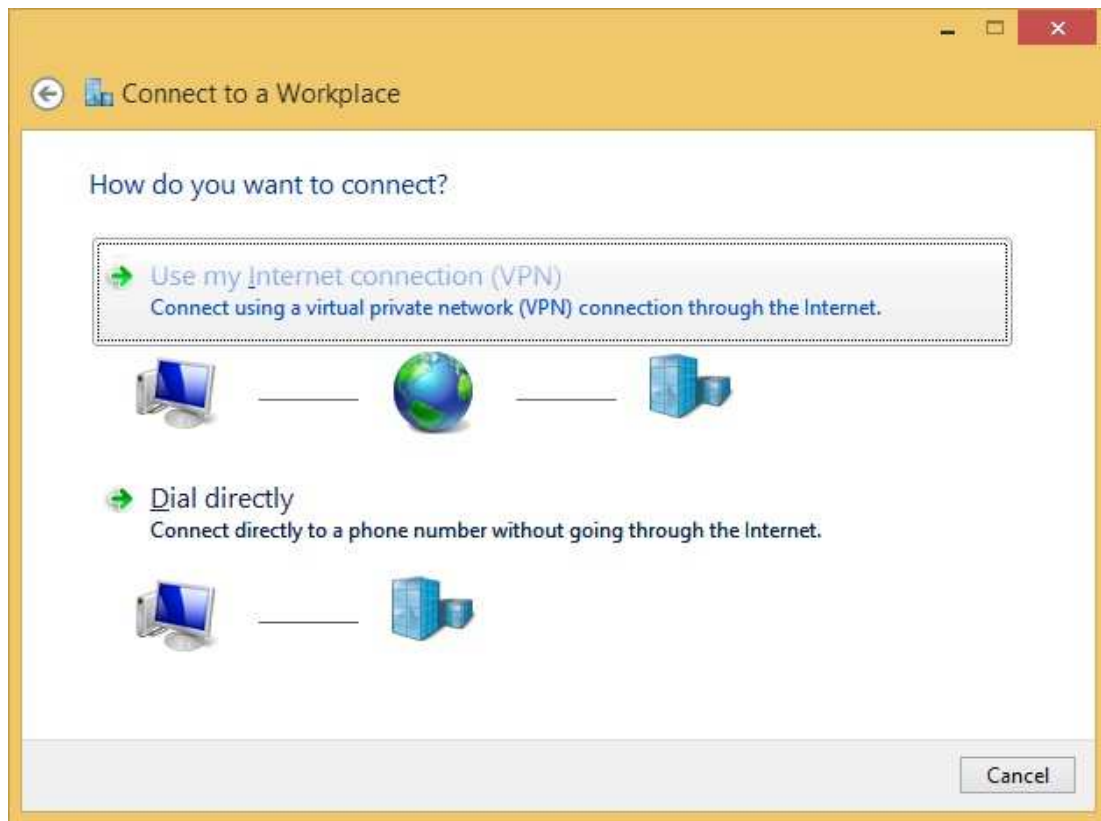 Connect to a Workplace
How do you want to connect?
Use my Internet connection (VPN)
Connect using a virtual private network (VPN) connection through the Internet.
Dial directly
Connect directly to a phone number without going through the Internet.
Cancel